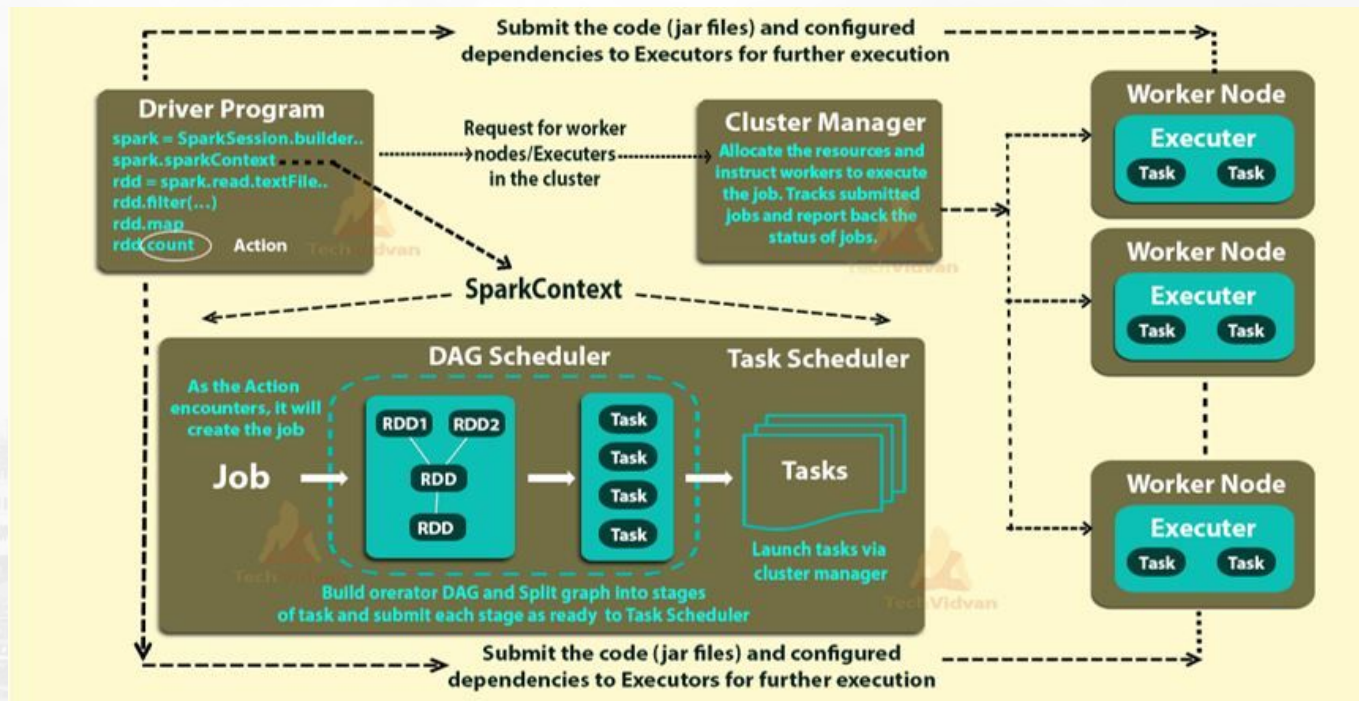 Submit the code (jar files) and configured
dependencies to Executors for further execution
Driver Program
spark = SparkSession.builder..
spark.sparkContext
rdd = spark.read.textFile..
rdd.filter(...)
rdd.map
rdd.count
Action
Request for worker
nodes/Executers
in the cluster
Cluster Manager
Allocate the resources and
instruct workers to execute
the job. Tracks submitted
jobs and report back the
status of jobs.
Worker Node
Executer
Task Task
Worker Node
Executer
Task Task
Worker Node
Executer
Task Task
TechVidvan
TechVidvan
SparkContext
DAG Scheduler
Task Scheduler
As the Action
encounters, it will
create the job
Job
RDD1 RDD2
RDD
RDD
Task
Task
Task
Task
Tasks
Launch tasks via
cluster manager
TechVidvan
TechVidvan
Build orerator DAG and Split graph into stages
of task and submit each stage as ready to Task Scheduler
Submit the code (jar files) and configured
dependencies to Executors for further execution